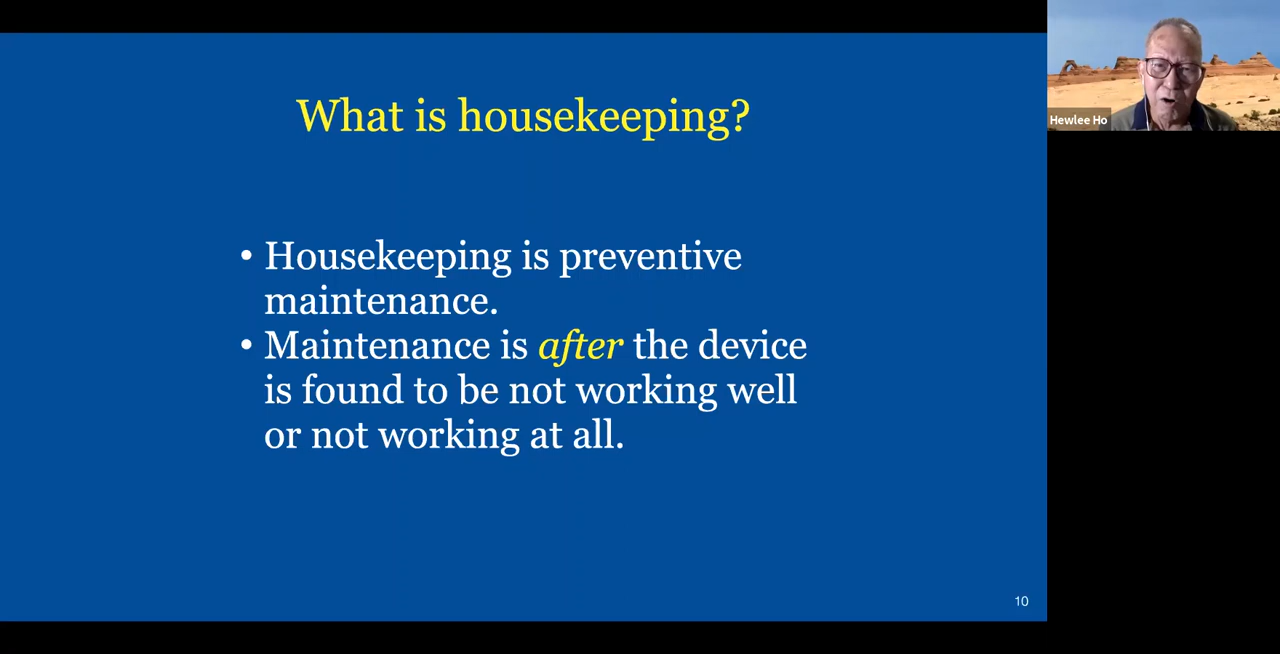 What is housekeeping?
• Housekeeping is preventive
maintenance.
• Maintenance is after the device
is found to be not working well
or not working at all.
10
Hewlee Ho